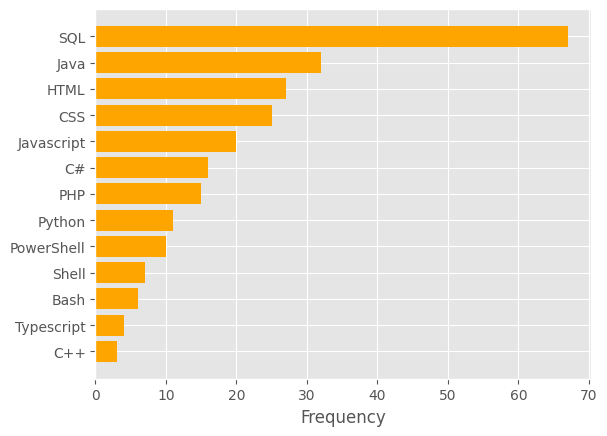 SQL
Java
HTML
CSS
Javascript
C#
PHP
Python
PowerShell
Shell
Bash
Typescript
C++
0 10 20 30 40 50 60 70
Frequency